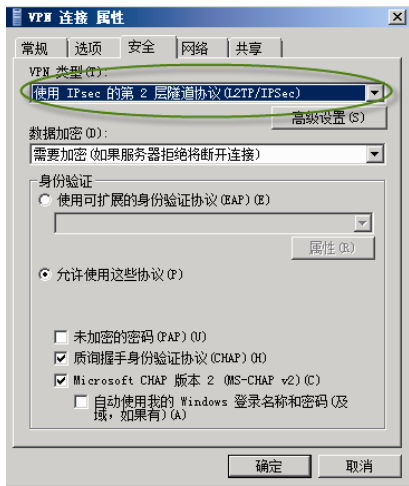 VPN 连接 属性
常规 选项 安全 网络 共享
VPN 类型(T):
使用 IPsec 的第 2 层隧道协议(L2TP/IPSec)
高级设置(S)
数据加密(D):
需要加密(如果服务器拒绝将断开连接)
身份验证
使用可扩展的身份验证协议(EAP)(E)
属性(R)
允许使用这些协议(P)
未加密的密码(PAP)(U)
质询握手身份验证协议(CHAP)(H)
Microsoft CHAP 版本 2 (MS-CHAP v2)(C)
自动使用我的 Windows 登录名称和密码(及
域，如果有)(A)
确定 取消